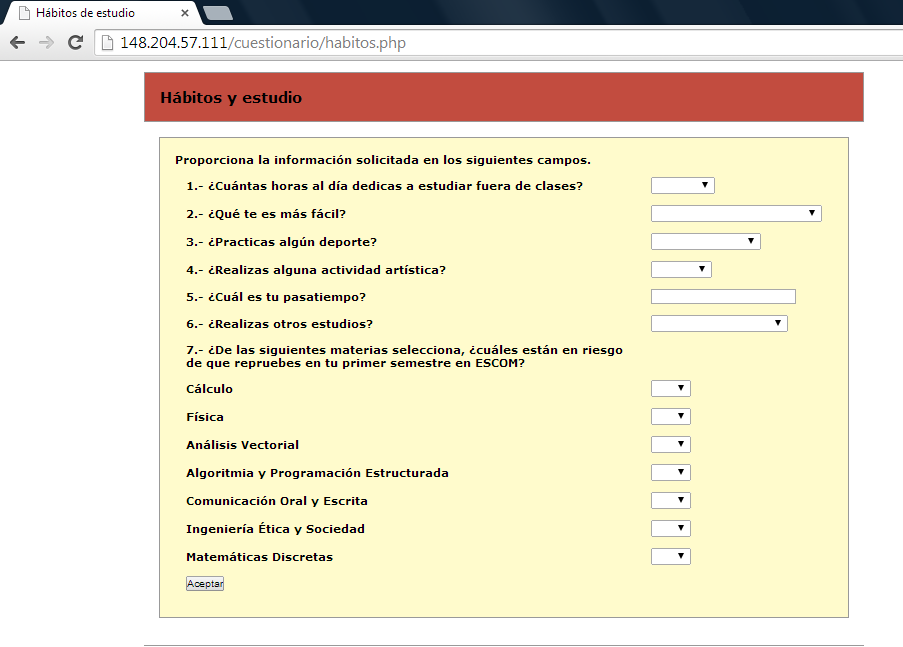 Hábitos de estudio
148.204.57.111/cuestionario/habitos.php
Hábitos y estudio
Proporciona la información solicitada en los siguientes campos.
1.- ¿Cuántas horas al día dedicas a estudiar fuera de clases?
2.- ¿Qué te es más fácil?
3.- ¿Practicas algún deporte?
4.- ¿Realizas alguna actividad artística?
5.- ¿Cuál es tu pasatiempo?
6.- ¿Realizas otros estudios?
7.- ¿De las siguientes materias selecciona, ¿cuáles están en riesgo
de que repruebes en tu primer semestre en ESCOM?
Cálculo
Física
Análisis Vectorial
Algoritmia y Programación Estructurada
Comunicación Oral y Escrita
Ingeniería Ética y Sociedad
Matemáticas Discretas
Aceptar